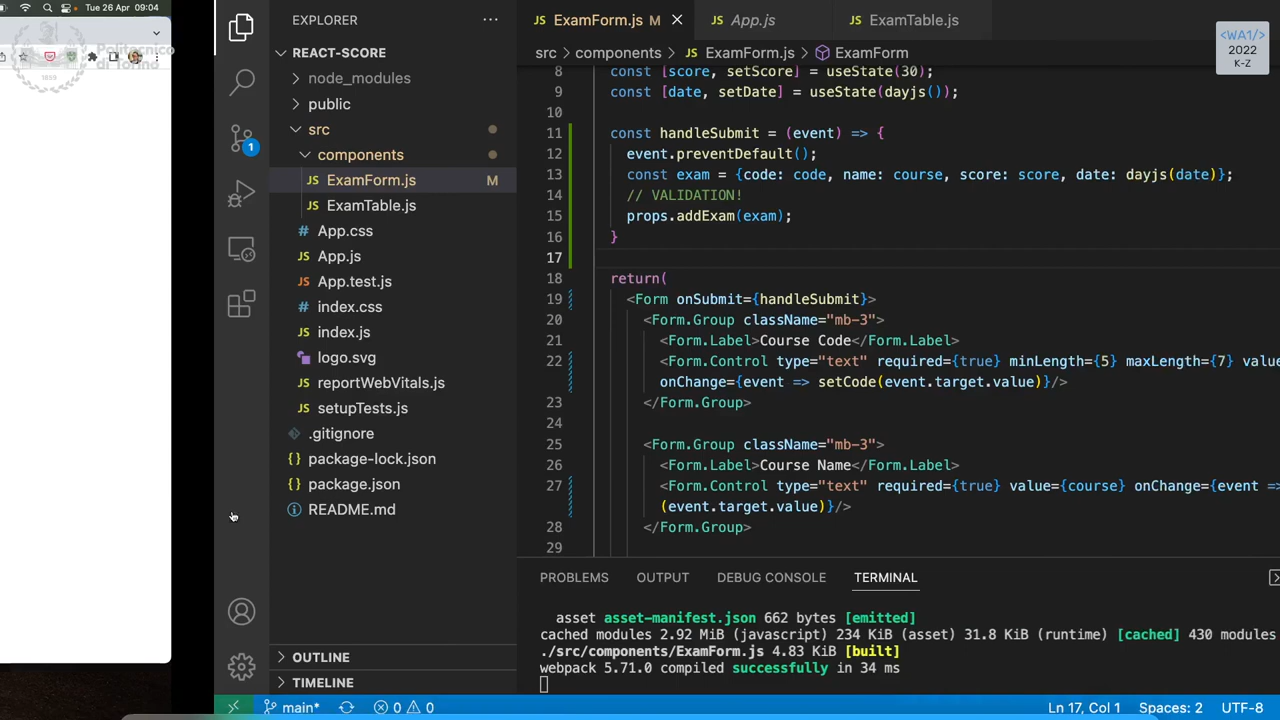 Tue 26 Apr 09:04
Politecnico
di Torino
1859
EXPLORER
REACT-SCORE
node_modules
public
src
components
JS ExamForm.js M
JS ExamTable.js
# App.css
JS App.js
JS App.test.js
# index.css
JS index.js
logo.svg
JS reportWebVitals.js
JS setupTests.js
.gitignore
{} package-lock.json
{} package.json
README.md
OUTLINE
TIMELINE
1
JS ExamForm.js M
JS App.js
JS ExamTable.js
<WA1/>
2022
K-Z
src > components > JS ExamForm.js > ExamForm
8 const [score, setScore] = useState(30);
9 const [date, setDate] = useState(dayjs());
10
11 const handleSubmit = (event) => {
12 event.preventDefault();
13 const exam = {code: code, name: course, score: score, date: dayjs(date)};
14 // VALIDATION!
15 props.addExam(exam);
16 }
17
18 return(
19 <Form onSubmit={handleSubmit}>
20 <Form.Group className="mb-3">
21 <Form.Label>Course Code</Form.Label>
22 <Form.Control type="text" required={true} minLength={5} maxLength={7} value
onChange={event => setCode(event.target.value)}/>
23 </Form.Group>
24
25 <Form.Group className="mb-3">
26 <Form.Label>Course Name</Form.Label>
27 <Form.Control type="text" required={true} value={course} onChange={event =>
(event.target.value)}/>
28 </Form.Group>
29
PROBLEMS OUTPUT DEBUG CONSOLE TERMINAL
asset asset-manifest.json 662 bytes [emitted]
cached modules 2.92 MiB (javascript) 234 KiB (asset) 31.8 KiB (runtime) [cached] 430 modules
./src/components/ExamForm.js 4.83 KiB [built]
webpack 5.71.0 compiled successfully in 34 ms
main* 0 0 Ln 17, Col 1 Spaces: 2 UTF-8